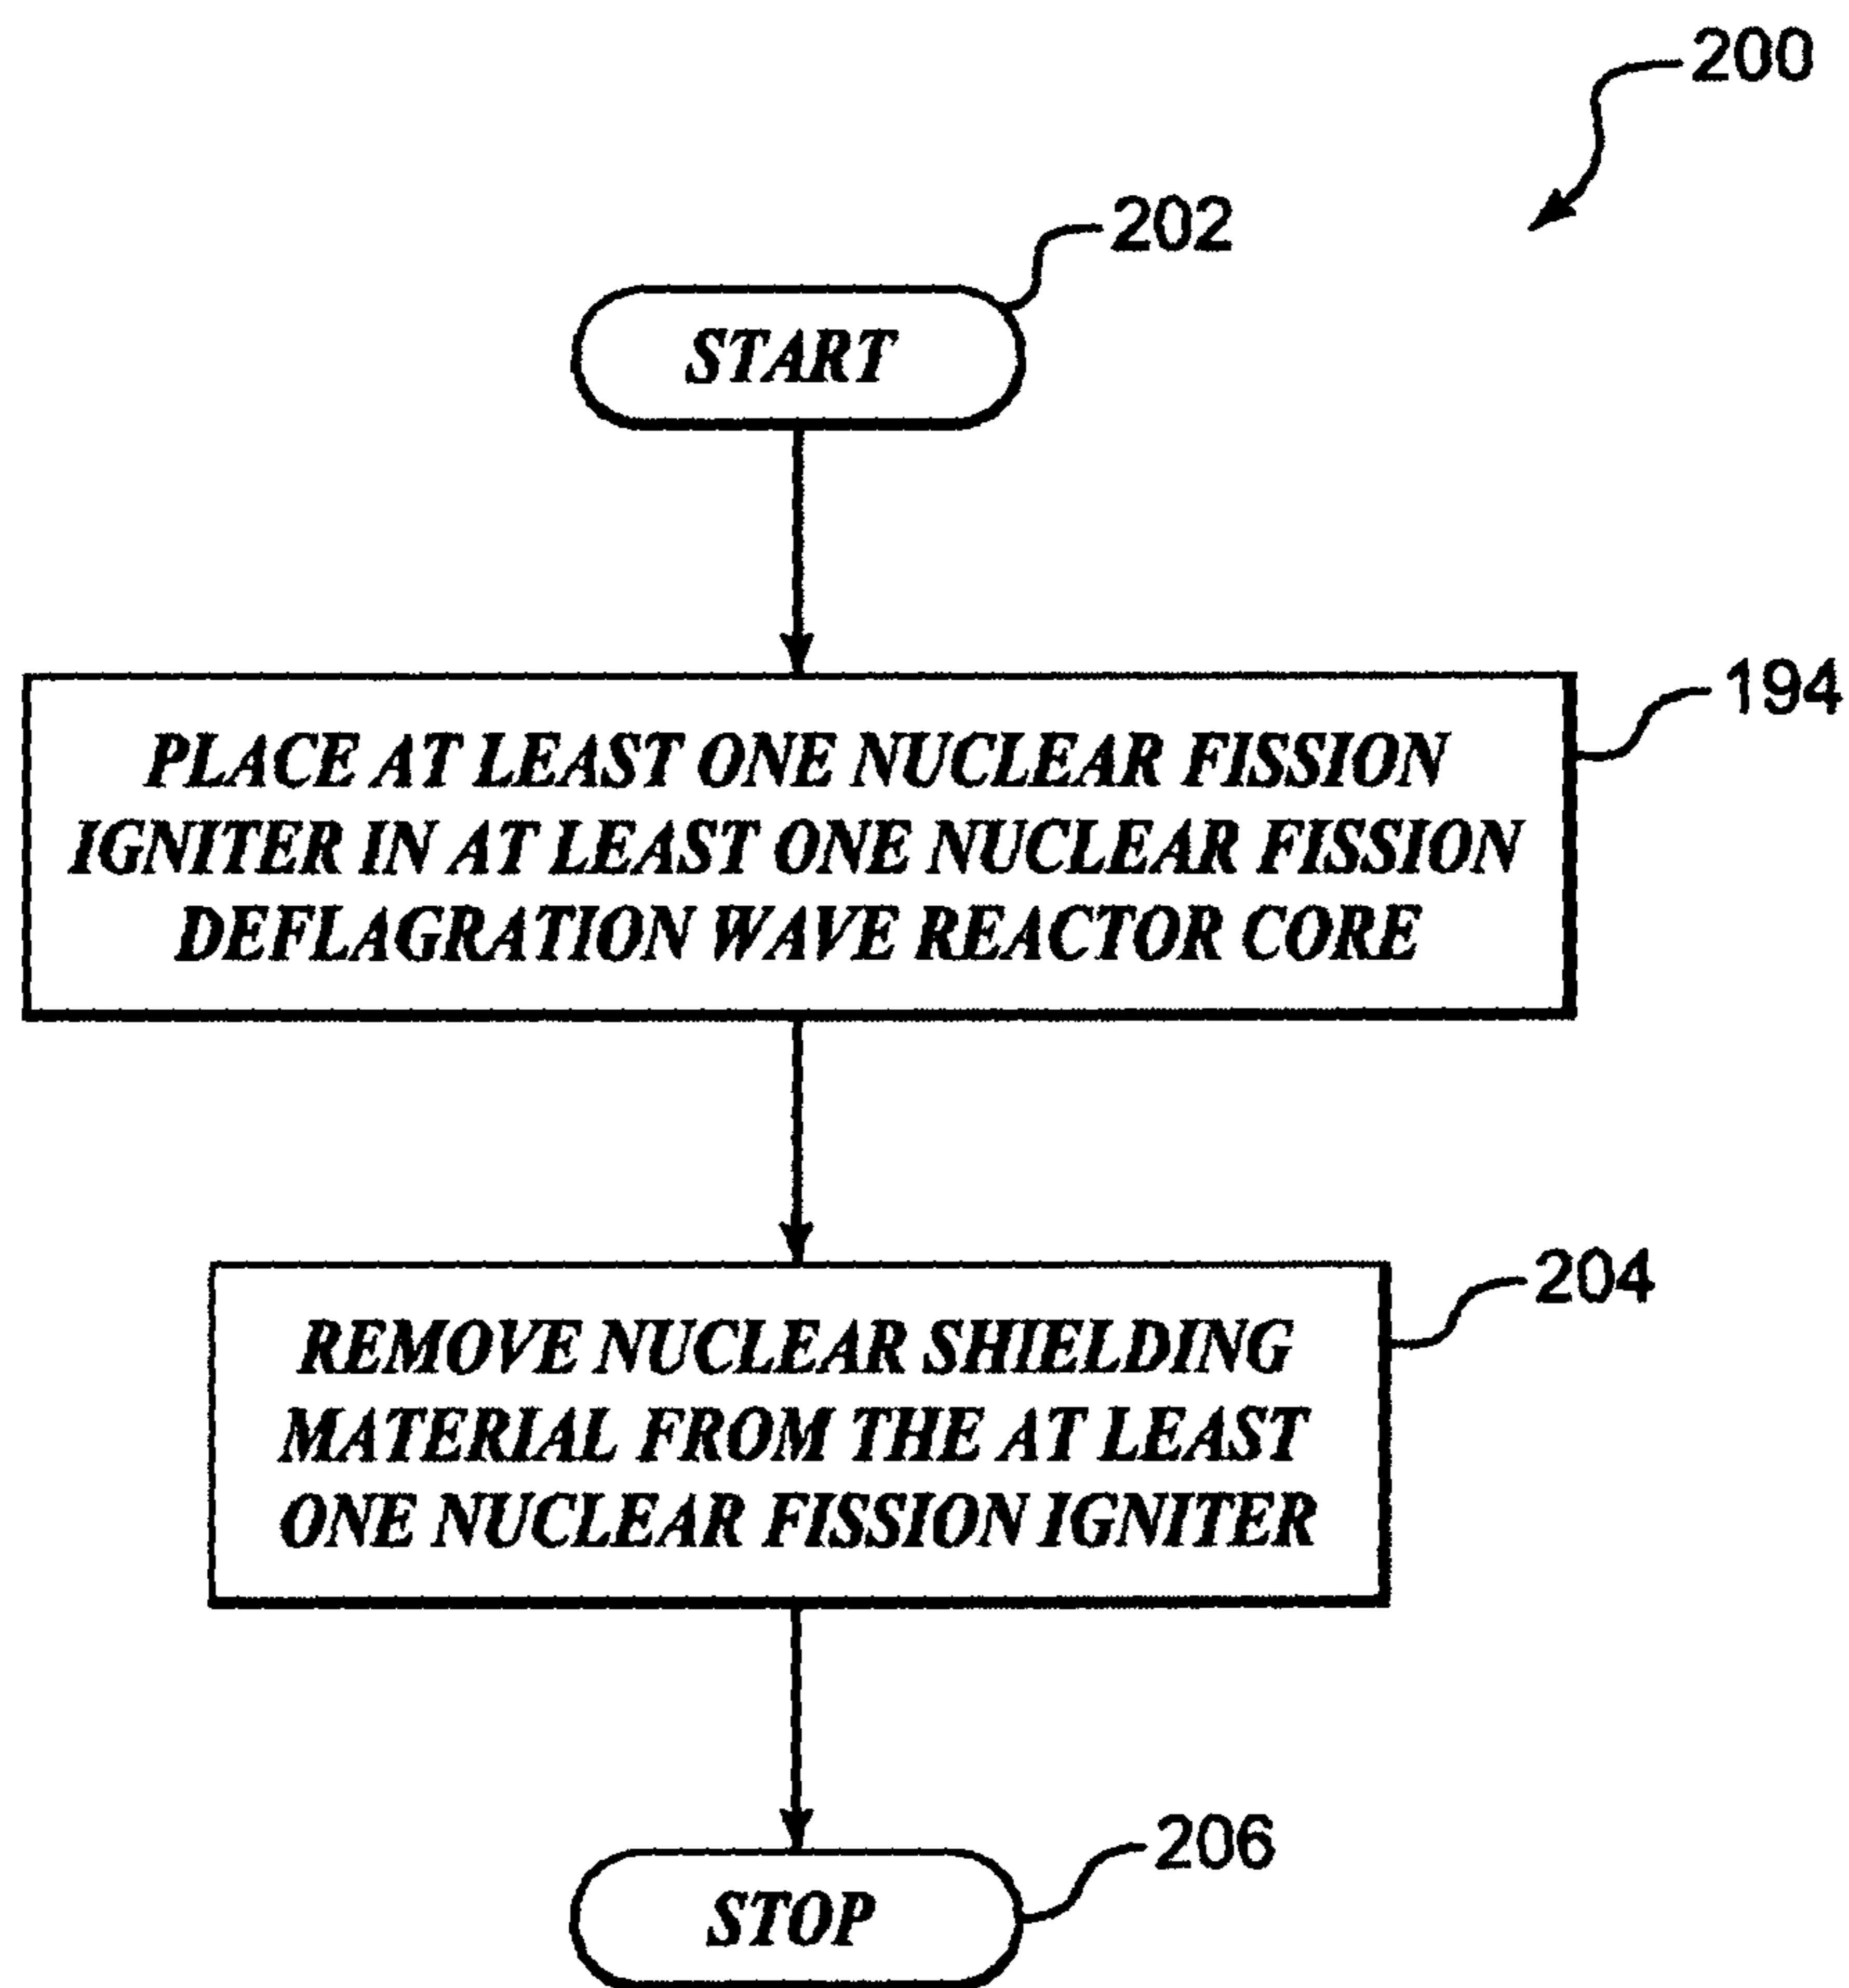 200
202
START
194
PLACE AT LEAST ONE NUCLEAR FISSION
IGNITER IN AT LEAST ONE NUCLEAR FISSION
DEFLAGRATION WAVE REACTOR CORE
204
REMOVE NUCLEAR SHIELDING
MATERIAL FROM THE AT LEAST
ONE NUCLEAR FISSION IGNITER
206
STOP